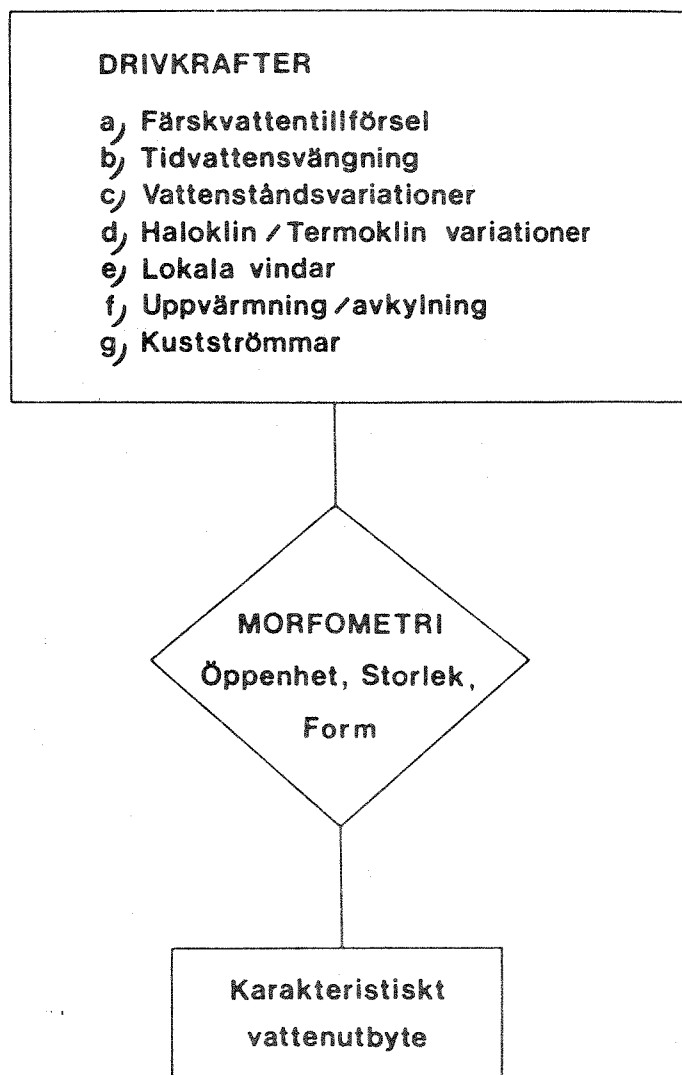 DRIVKRAFTER
a) Färskvattentillförsel
b) Tidvattensvängning
c) Vattenståndsvariationer
d) Haloklin / Termoklin variationer
e) Lokala vindar
f) Uppvärmning / avkylning
g) Kustströmmar
MORFOMETRI
Öppenhet, Storlek,
Form
Karakteristiskt
vattenutbyte